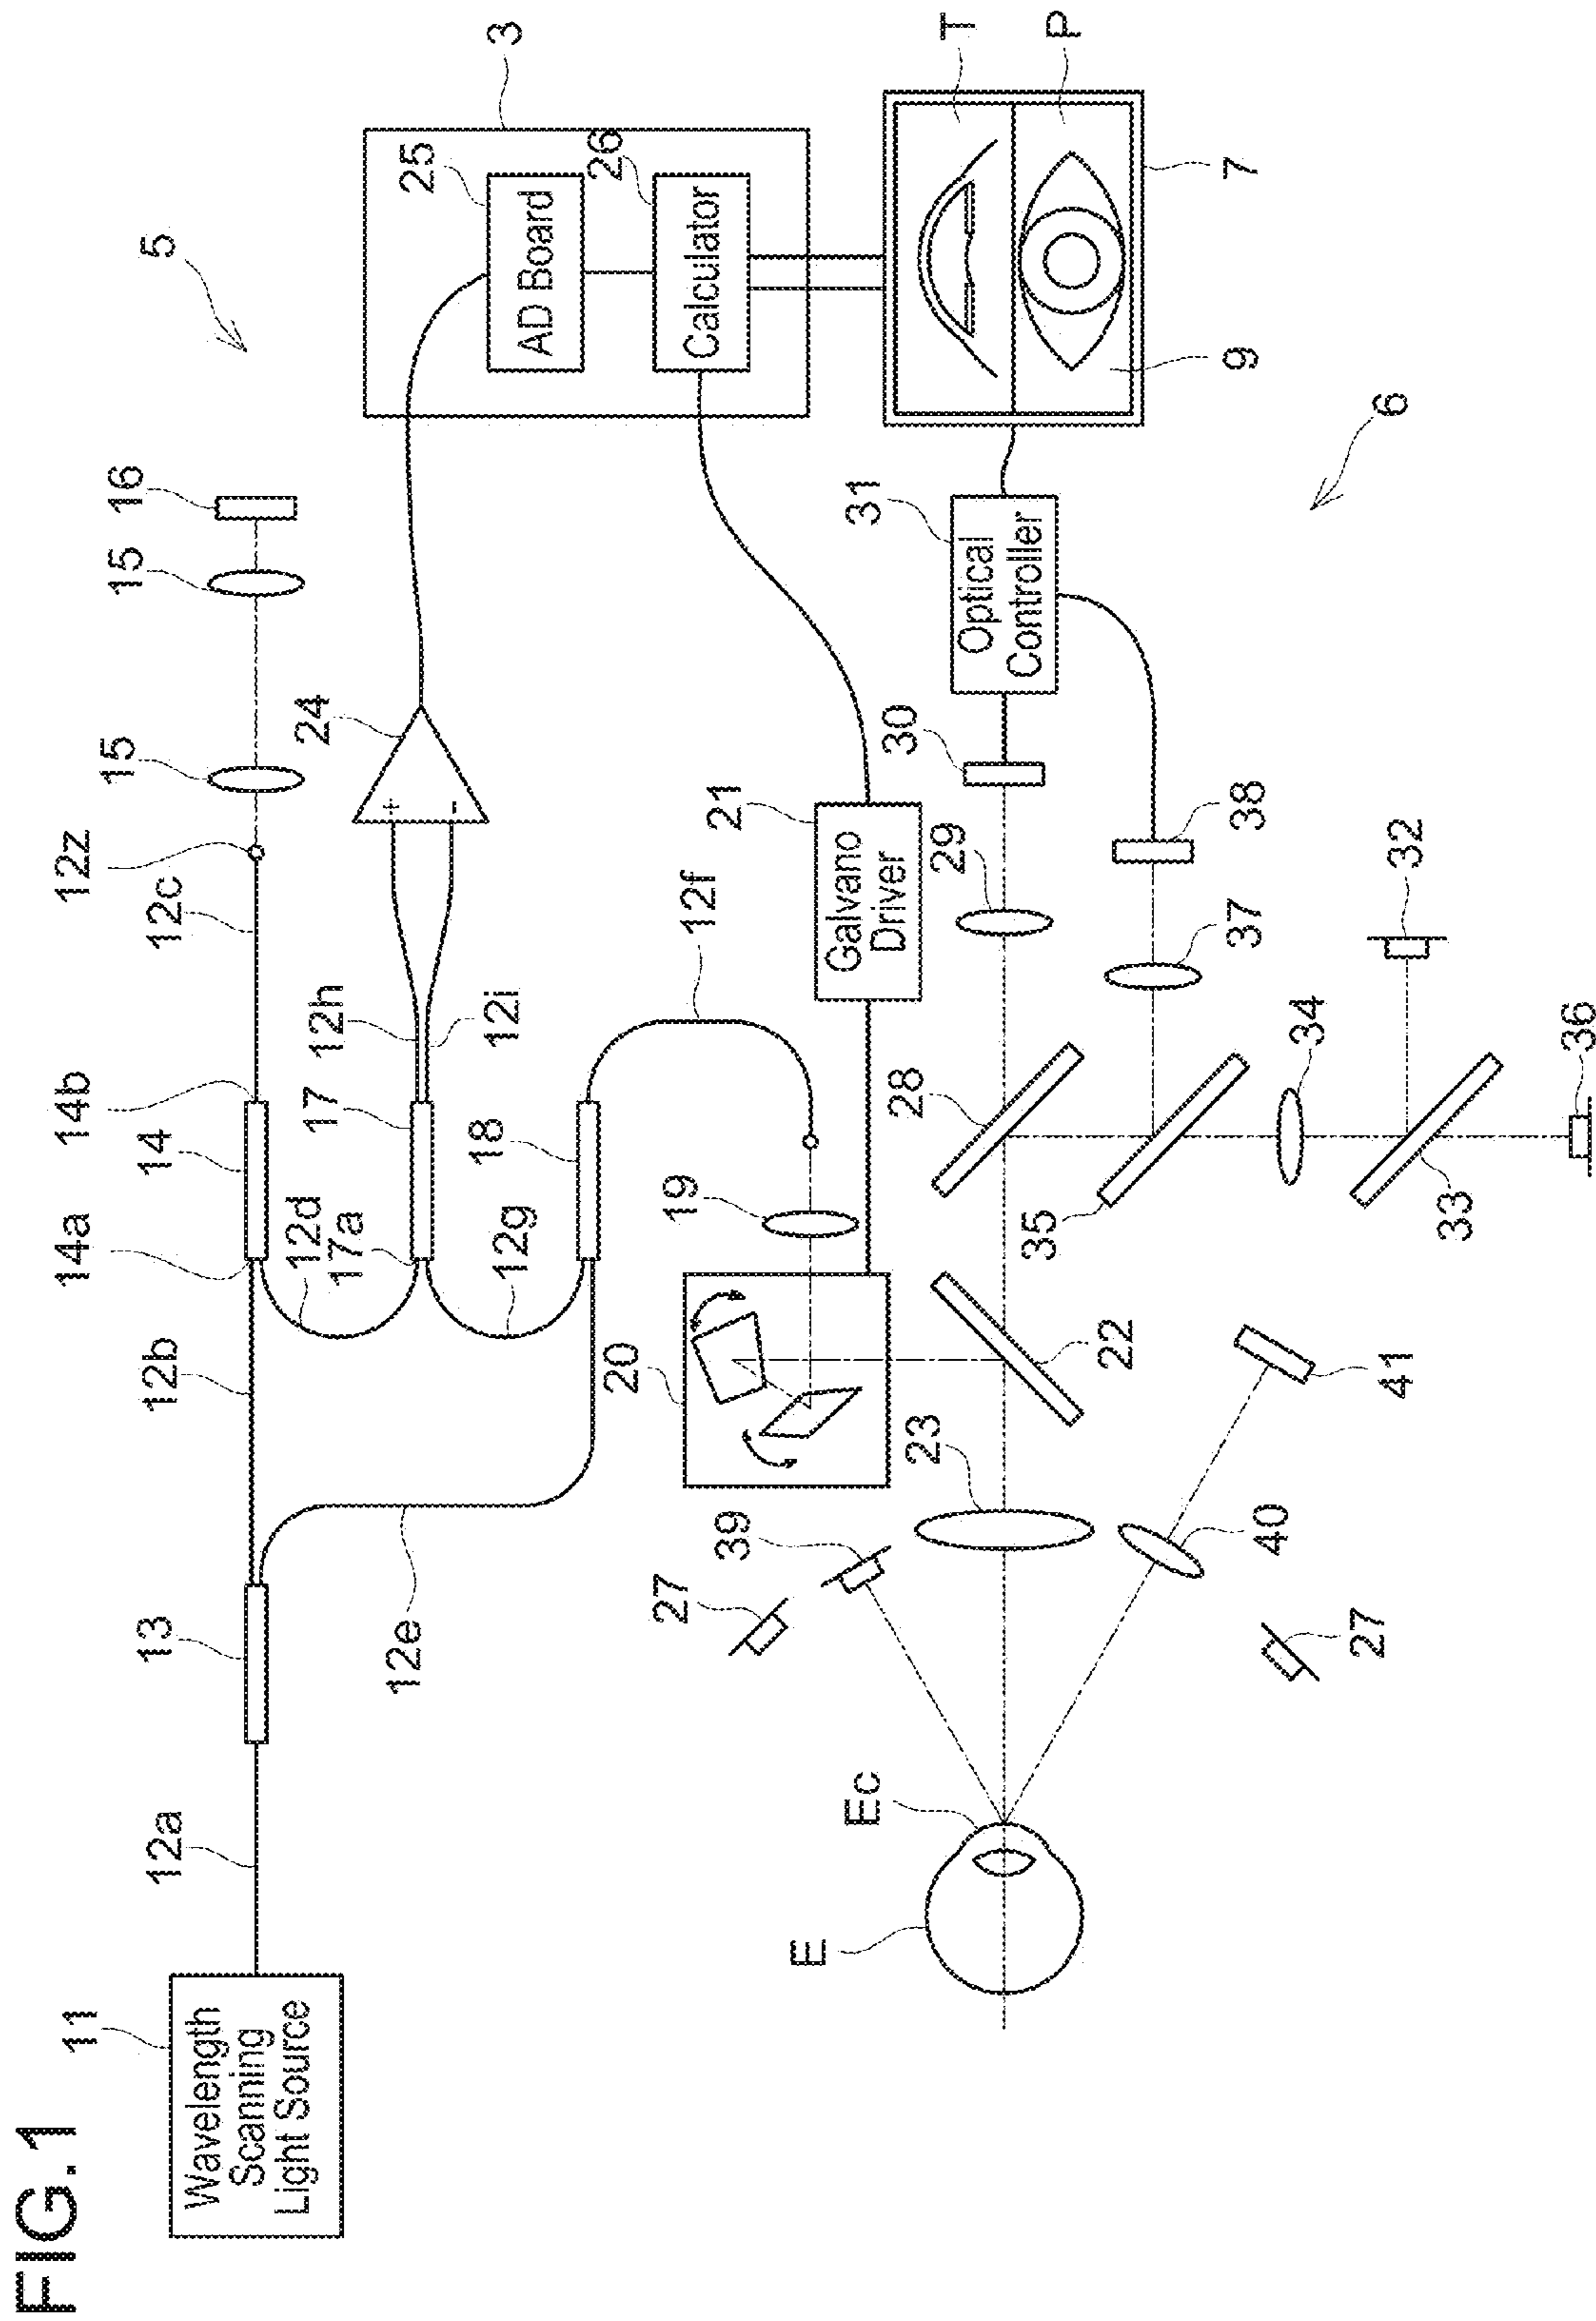 FIG.1
11
Wavelength
Scanning
Light Source
12a
13
12b
12e
14a
14
14b
12d
17a
17
12g
18
12h
12i
12c
12z
15
15
16
24
12f
5
3
25
AD Board
26
Calculator
T
P
7
9
6
31
Optical
Controller
30
29
21
Galvano
Driver
19
20
22
23
28
35
37
38
32
34
33
36
39
27
40
41
27
Ec
E
+
-